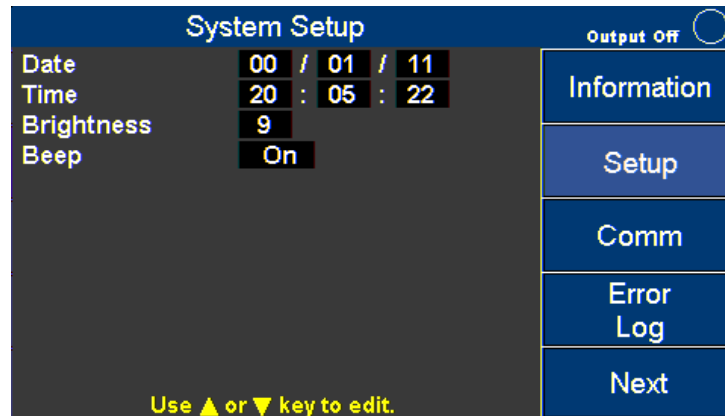 System Setup
Output Off
Date 00 / 01 / 11
Time 20 : 05 : 22
Brightness 9
Beep On
Information
Setup
Comm
Error
Log
Next
Use ▲ or ▼ key to edit.